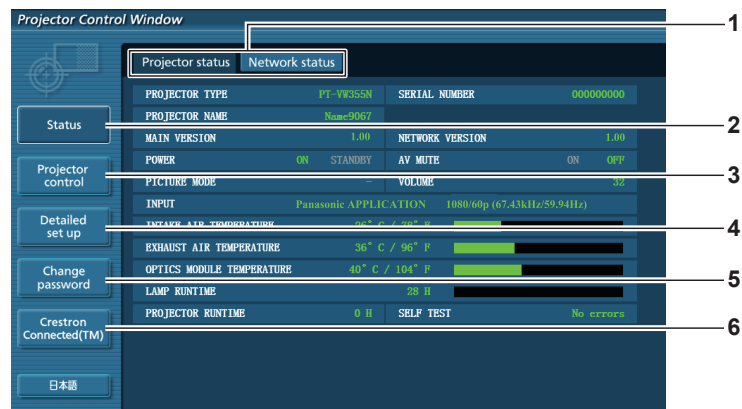 Projector Control Window
1
Projector status Network status
PROJECTOR TYPE PT-VW355N SERIAL NUMBER 000000000
PROJECTOR NAME Name9067
Status
2
MAIN VERSION 1.00 NETWORK VERSION 1.00
POWER ON STANDBY AV MUTE ON OFF
Projector
control
3
PICTURE MODE – VOLUME 32
INPUT Panasonic APPLICATION 1080/60p (67.43kHz/59.94Hz)
Detailed
set up
4
INTAKE AIR TEMPERATURE
EXHAUST AIR TEMPERATURE 36° C / 96° F
OPTICS MODULE TEMPERATURE 40° C / 104° F
Change
password
5
LAMP RUNTIME 28 H
PROJECTOR RUNTIME 0 H SELF TEST No errors
Crestron
Connected(TM)
6
日本語